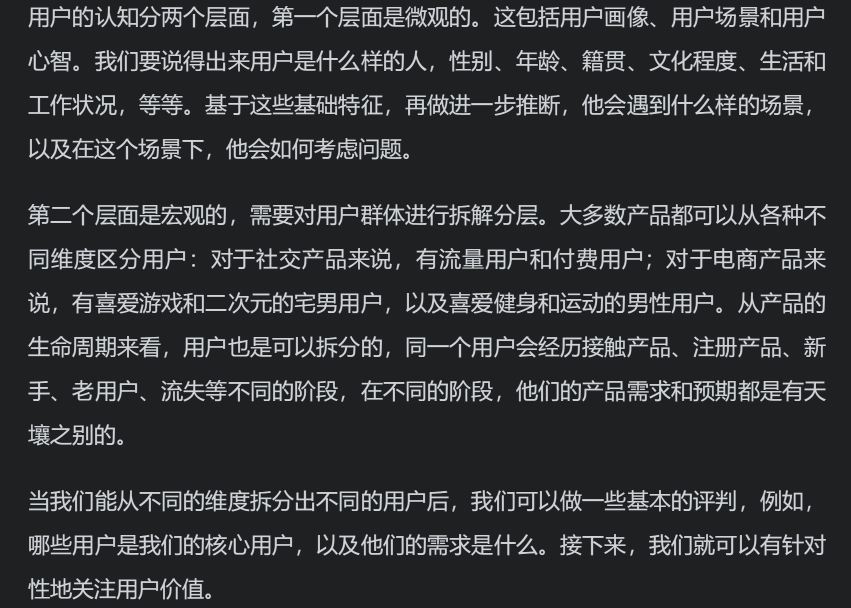 用户的认知分两个层面，第一个层面是微观的。这包括用户画像、用户场景和用户
心智。我们要说得出来用户是什么样的人，性别、年龄、籍贯、文化程度、生活和
工作状况，等等。基于这些基础特征，再做进一步推断，他会遇到什么样的场景，
以及在这个场景下，他会如何考虑问题。
第二个层面是宏观的，需要对用户群体进行拆解分层。大多数产品都可以从各种不
同维度区分用户：对于社交产品来说，有流量用户和付费用户；对于电商产品来
说，有喜爱游戏和二次元的宅男用户，以及喜爱健身和运动的男性用户。从产品的
生命周期来看，用户也是可以拆分的，同一个用户会经历接触产品、注册产品、新
手、老用户、流失等不同的阶段，在不同的阶段，他们的产品需求和预期都是有天
壤之别的。
当我们能从不同的维度拆分出不同的用户后，我们可以做一些基本的评判，例如，
哪些用户是我们的核心用户，以及他们的需求是什么。接下来，我们就可以有针对
性地关注用户价值。